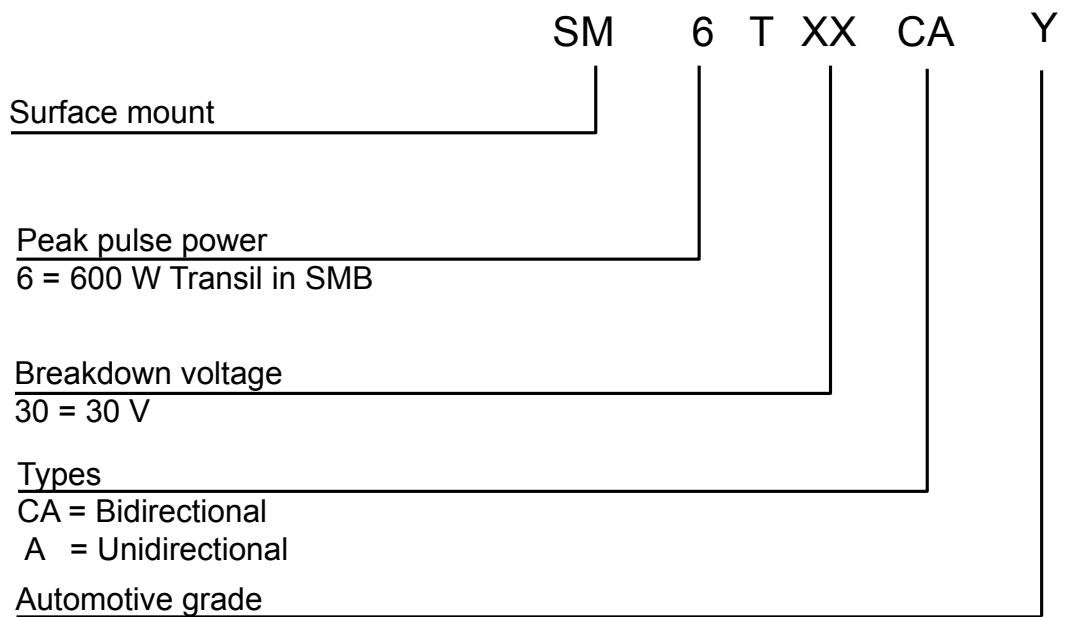 SM 6 T XX CA Y
Surface mount
Peak pulse power
6 = 600 W Transil in SMB
Breakdown voltage
30 = 30 V
Types
CA = Bidirectional
A = Unidirectional
Automotive grade